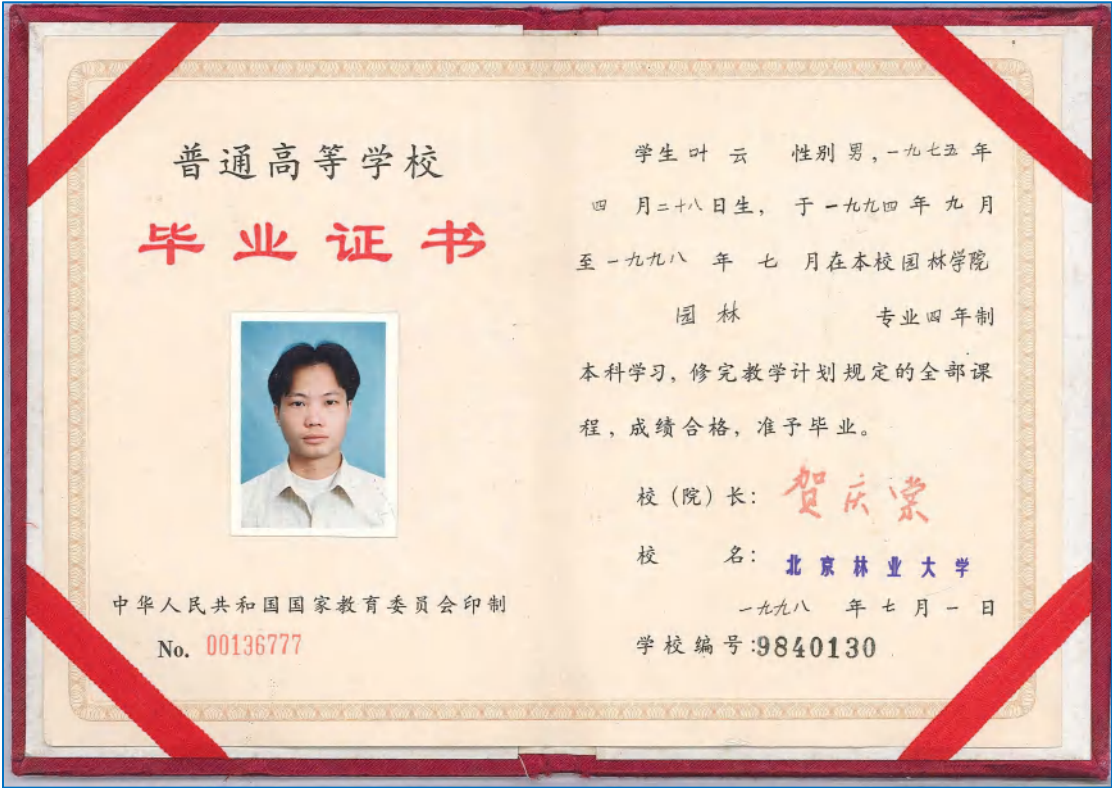 普通高等学校
毕业证书
中华人民共和国国家教育委员会印制
No. 00136777
学生叶云 性别男,一九七五年
四月二十八日生, 于一九九四年九月
至一九九八年七月在本校园林学院
园林 专业四年制
本科学习, 修完教学计划规定的全部课
程, 成绩合格, 准予毕业。
校(院)长: 贺庆棠
校 名: 北京林业大学
一九九八年七月一日
学校编号:9840130